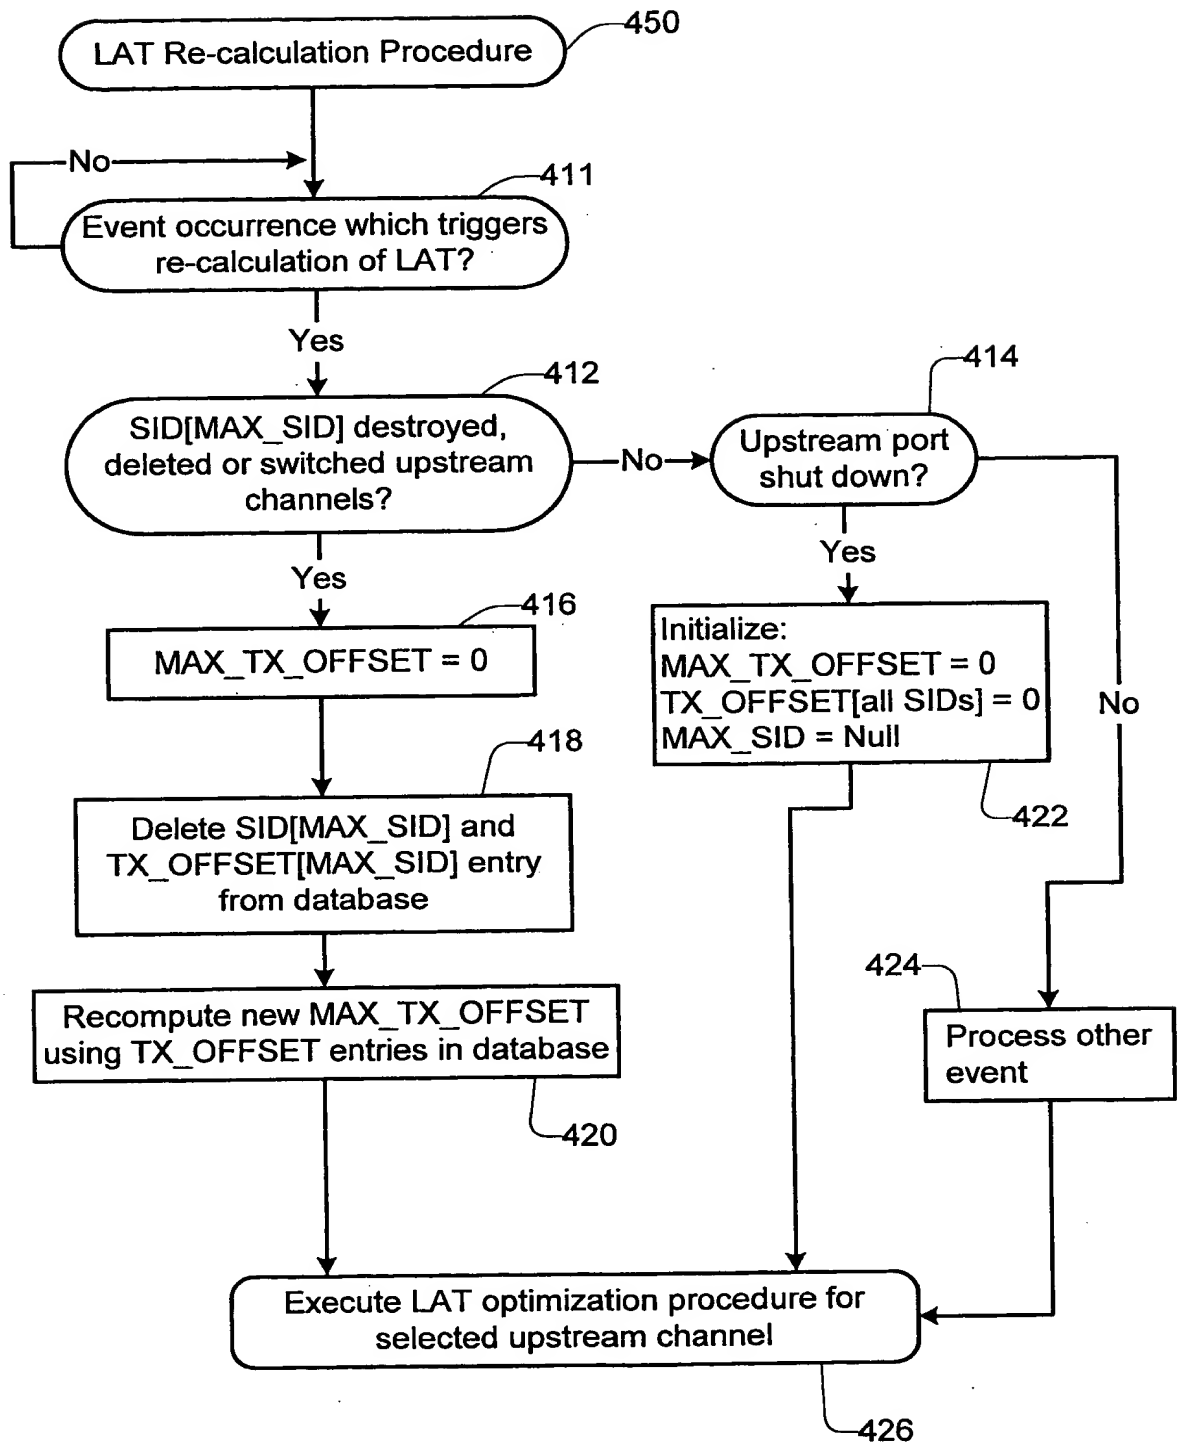 450
LAT Re-calculation Procedure
No
411
Event occurrence which triggers
re-calculation of LAT?
Yes
412
SID[MAX_SID] destroyed,
deleted or switched upstream
channels?
No
414
Upstream port
shut down?
Yes
Yes
416
MAX_TX_OFFSET = 0
Initialize:
MAX_TX_OFFSET = 0
TX_OFFSET[all SIDs] = 0
MAX_SID = Null
No
422
418
Delete SID[MAX_SID] and
TX_OFFSET[MAX_SID] entry
from database
Recompute new MAX_TX_OFFSET
using TX_OFFSET entries in database
420
424
Process other
event
Execute LAT optimization procedure for
selected upstream channel
426